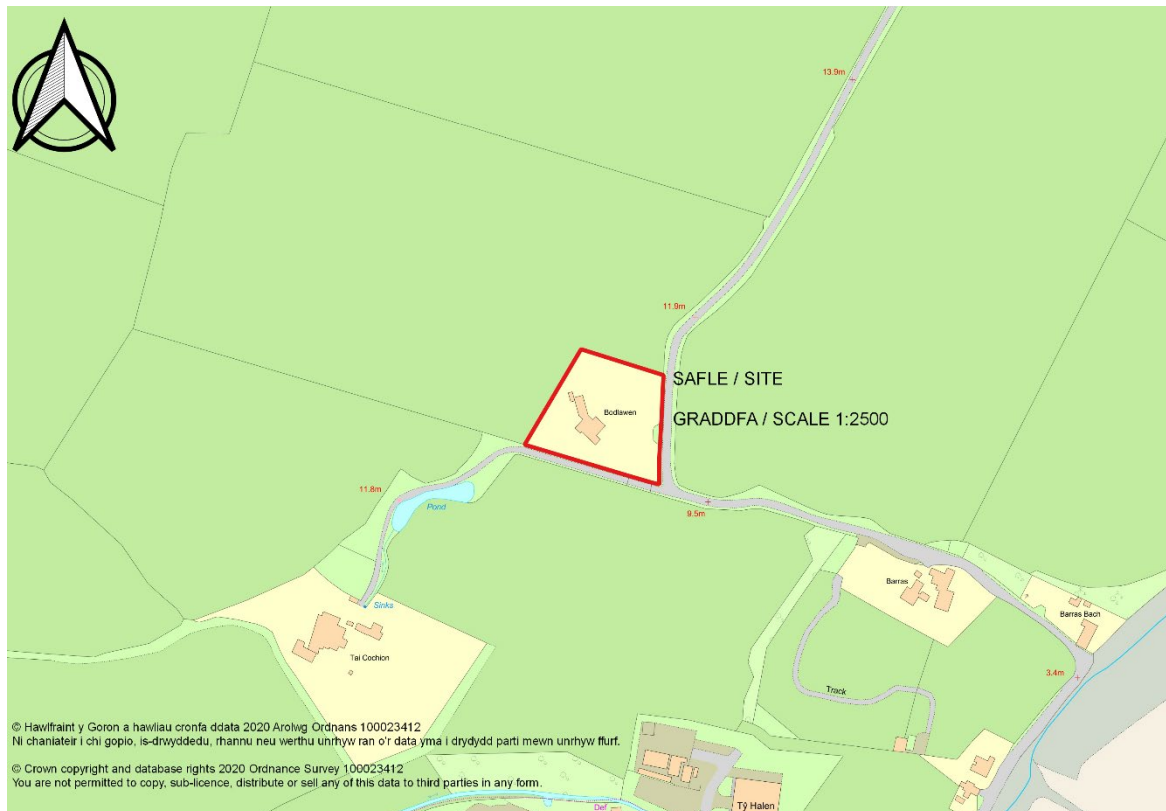 13.9m
11.9m
SAFLE / SITE
Bodlawen
GRADDFA / SCALE 1:2500
11.8m
Pond
9.5m
Barras
Sinks
Barras Bach
Tai Cochion
3.4m
Track
© Hawlfraint y Goron a hawliau cronfa ddata 2020 Arolwg Ordnans 100023412
Ni chaniateir i chi gopio, is-drwyddedu, rhannu neu werthu unrhyw ran o'r data yma i drydydd parti mewn unrhyw ffurf.
© Crown copyright and database rights 2020 Ordnance Survey 100023412
You are not permitted to copy, sub-licence, distribute or sell any of this data to third parties in any form.
Def
Tŷ Halen